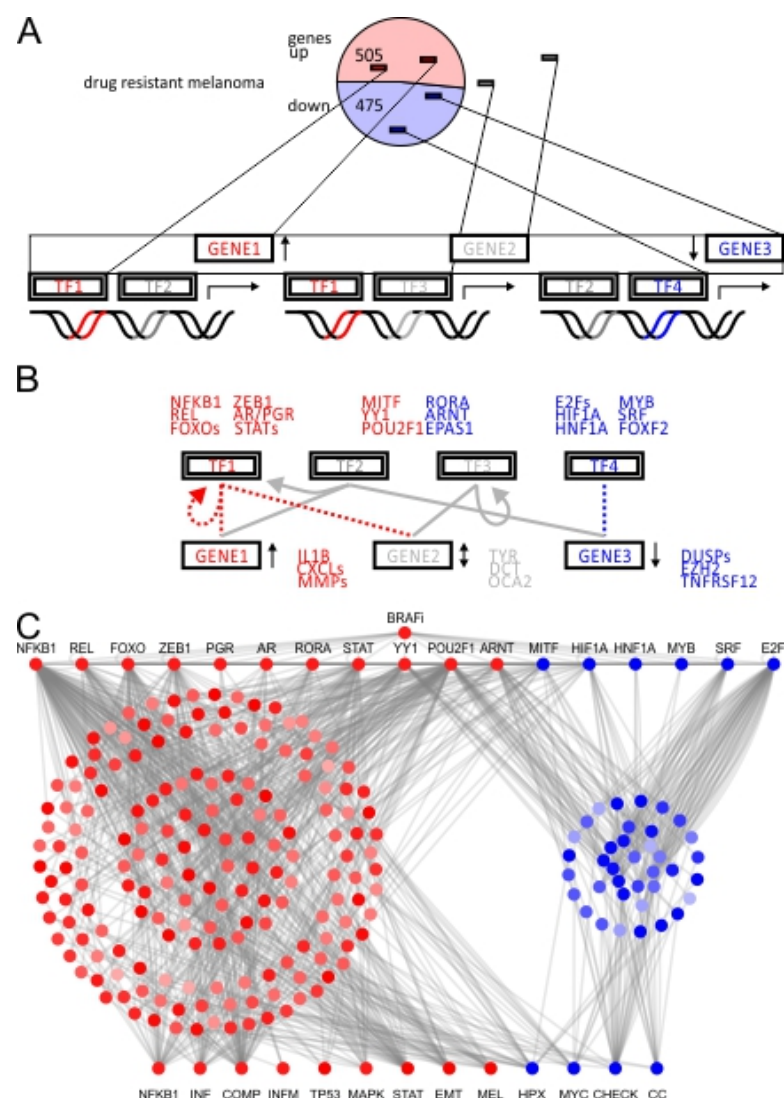 A
genes
up
505
drug resistant melanoma
down
475
GENE1 GENE2 GENE3
TF1 TF2 TF1 TF3 TF2 TF4
B
NFKB1 ZEB1 MITF RORA E2Fs MYB
REL AR/PGR YY1 ARNT HIF1A SRF
FOXOs STATs POU2F1 EPAS1 HNF1A FOXF2
TF1 TF2 TF3 TF4
GENE1 IL1B GENE2 TYR GENE3 DUSPs
CXCLs DCT EZH2
MMPs OCA2 TNFRSF12
C
BRAFi
NFKB1 REL FOXO ZEB1 PGR AR RORA STAT YY1 POU2F1 ARNT MITF HIF1A HNF1A MYB SRF E2F
NFKB1 INF COMP INFM TP53 MAPK STAT EMT MEL HPX MYC CHECK CC